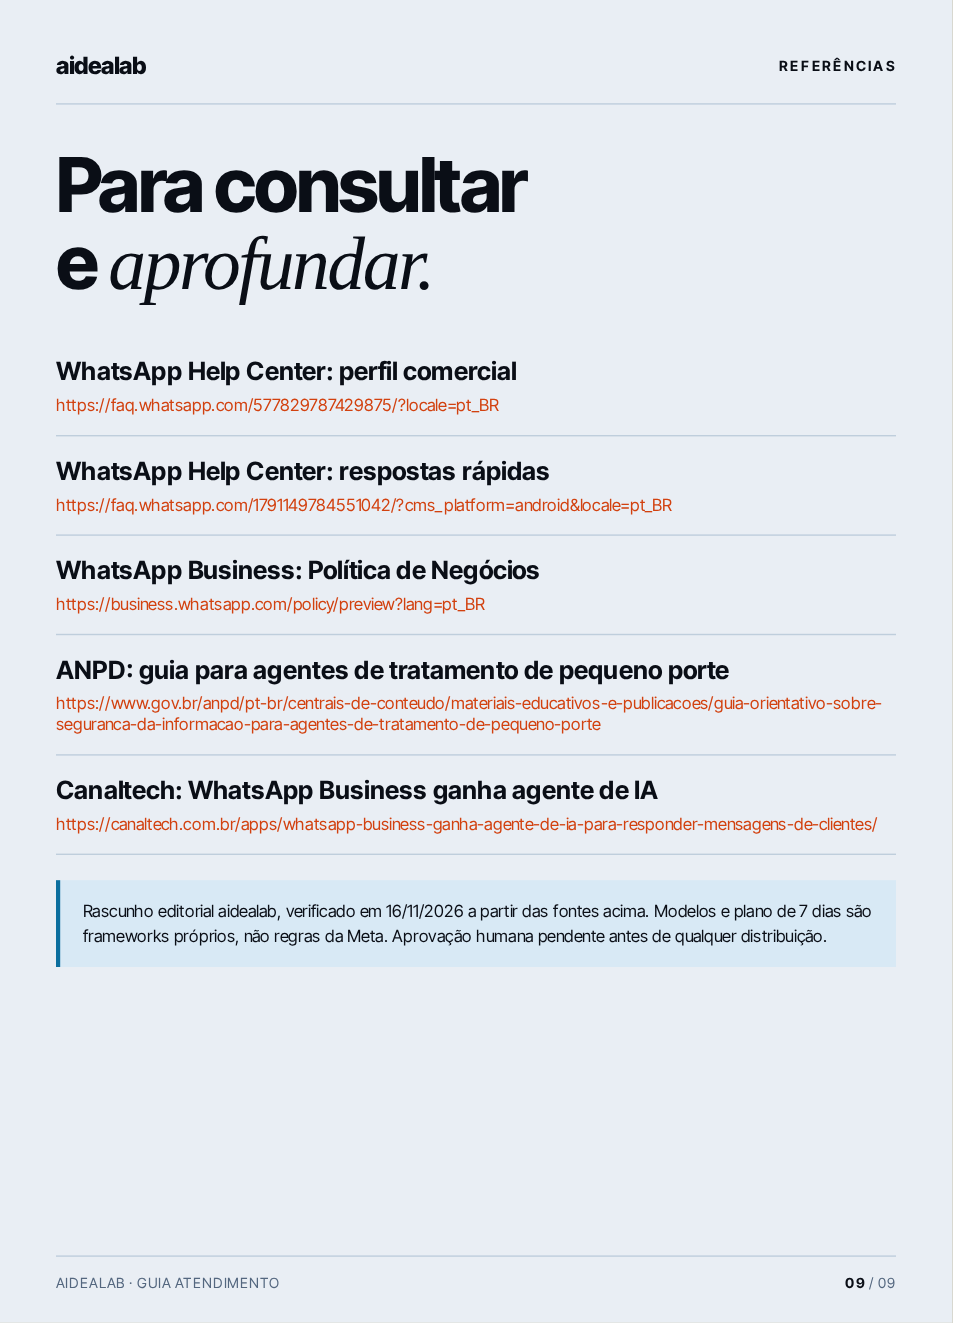 aidealab
REFERÊNCIAS
Para consultar
e aprofundar.
WhatsApp Help Center: perfil comercial
https://faq.whatsapp.com/577829787429875/?locale=pt_BR
WhatsApp Help Center: respostas rápidas
https://faq.whatsapp.com/1791149784551042/?cms_platform=android&locale=pt_BR
WhatsApp Business: Política de Negócios
https://business.whatsapp.com/policy/preview?lang=pt_BR
ANPD: guia para agentes de tratamento de pequeno porte
https://www.gov.br/anpd/pt-br/centrais-de-conteudo/materiais-educativos-e-publicacoes/guia-orientativo-sobre-
seguranca-da-informacao-para-agentes-de-tratamento-de-pequeno-porte
Canaltech: WhatsApp Business ganha agente de IA
https://canaltech.com.br/apps/whatsapp-business-ganha-agente-de-ia-para-responder-mensagens-de-clientes/
Rascunho editorial aidealab, verificado em 16/11/2026 a partir das fontes acima. Modelos e plano de 7 dias são
frameworks próprios, não regras da Meta. Aprovação humana pendente antes de qualquer distribuição.
AIDEALAB · GUIA ATENDIMENTO
09 / 09